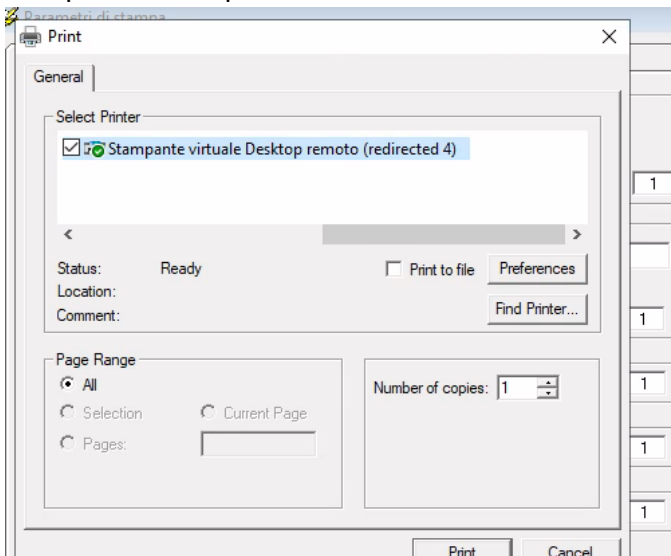 Parametri di stampa
Print
General
Select Printer
Stampante virtuale Desktop remoto (redirected 4)
1
Status: Ready
Print to file
Preferences
Location:
Comment:
Find Printer...
1
Page Range
All
Number of copies: 1
1
Selection
Current Page
Pages:
1
1
Print
Cancel